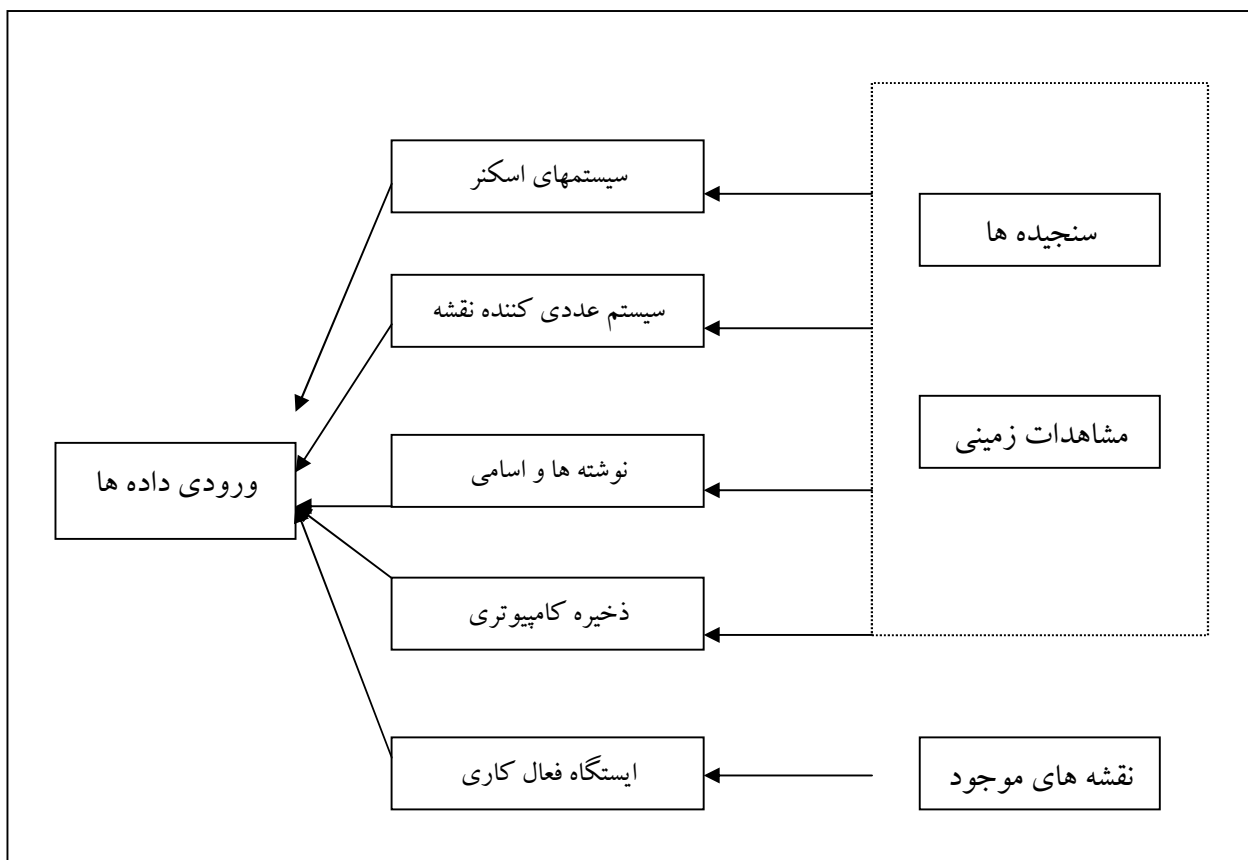 سیستمهای اسکنر
سنجیده ها
سیستم عددی کننده نقشه
مشاهدات زمینی
نوشته ها و اسامی
ورودی داده ها
ذخیره کامپیوتری
نقشه های موجود
ایستگاه فعال کاری